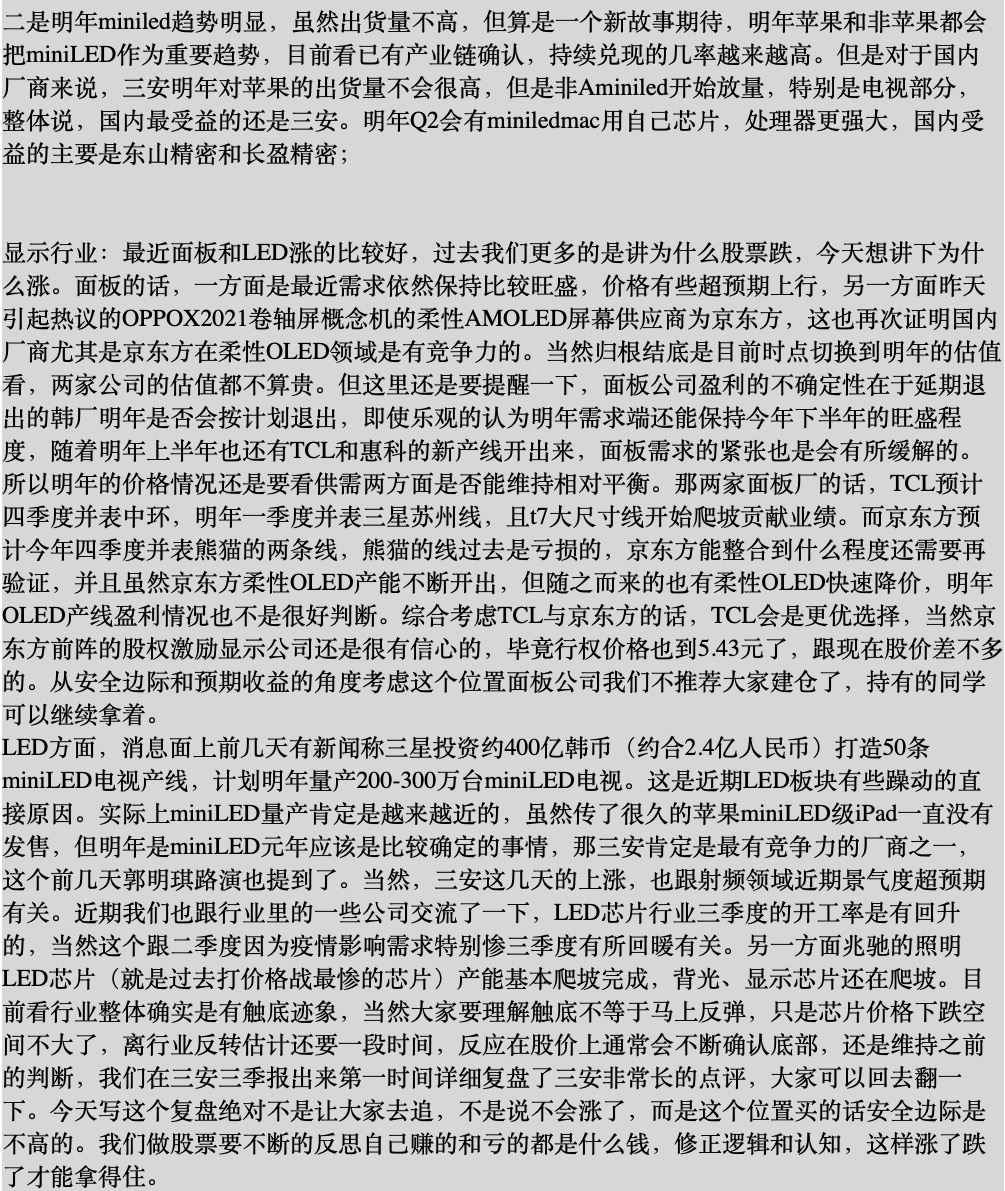 二是明年miniled趋势明显，虽然出货量不高，但算是一个新故事期待，明年苹果和非苹果都会
把miniLED作为重要趋势，目前看已有产业链确认，持续兑现的几率越来越高。但是对于国内
厂商来说，三安明年对苹果的出货量不会很高，但是非Aminiled开始放量，特别是电视部分，
整体说，国内最受益的还是三安。明年Q2会有miniledmac用自己芯片，处理器更强大，国内受
益的主要是东山精密和长盈精密；
显示行业：最近面板和LED涨的比较好，过去我们更多的是讲为什么股票跌，今天想讲下为什
么涨。面板的话，一方面是最近需求依然保持比较旺盛，价格有些超预期上行，另一方面昨天
引起热议的OPPOX2021卷轴屏概念机的柔性AMOLED屏幕供应商为京东方，这也再次证明国内
厂商尤其是京东方在柔性OLED领域是有竞争力的。当然归根结底是目前时点切换到明年的估值
看，两家公司的估值都不算贵。但这里还是要提醒一下，面板公司盈利的不确定性在于延期退
出的韩厂明年是否会按计划退出，即使乐观的认为明年需求端还能保持今年下半年的旺盛程
度，随着明年上半年也还有TCL和惠科的新产线开出来，面板需求的紧张也是会有所缓解的。
所以明年的价格情况还是要看供需两方面是否能维持相对平衡。那两家面板厂的话，TCL预计
四季度并表中环，明年一季度并表三星苏州线，且t7大尺寸线开始爬坡贡献业绩。而京东方预
计今年四季度并表熊猫的两条线，熊猫的线过去是亏损的，京东方能整合到什么程度还需要再
验证，并且虽然京东方柔性OLED产能不断开出，但随之而来的也有柔性OLED快速降价，明年
OLED产线盈利情况也不是很好判断。综合考虑TCL与京东方的话，TCL会是更优选择，当然京
东方前阵的股权激励显示公司还是很有信心的，毕竟行权价格也到5.43元了，跟现在股价差不多
的。从安全边际和预期收益的角度考虑这个位置面板公司我们不推荐大家建仓了，持有的同学
可以继续拿着。
LED方面，消息面上前几天有新闻称三星投资约400亿韩币（约合2.4亿人民币）打造50条
miniLED电视产线，计划明年量产200-300万台miniLED电视。这是近期LED板块有些躁动的直
接原因。实际上miniLED量产肯定是越来越近的，虽然传了很久的苹果miniLED级iPad一直没有
发售，但明年是miniLED元年应该是比较确定的事情，那三安肯定是最有竞争力的厂商之一，
这个前几天郭明琪路演也提到了。当然，三安这几天的上涨，也跟射频领域近期景气度超预期
有关。近期我们也跟行业里的一些公司交流了一下，LED芯片行业三季度的开工率是有回升
的，当然这个跟二季度因为疫情影响需求特别惨三季度有所回暖有关。另一方面兆驰的照明
LED芯片（就是过去打价格战最惨的芯片）产能基本爬坡完成，背光、显示芯片还在爬坡。目
前看行业整体确实是有触底迹象，当然大家要理解触底不等于马上反弹，只是芯片价格下跌空
间不大了，离行业反转估计还要一段时间，反应在股价上通常会不断确认底部，还是维持之前
的判断，我们在三安三季报出来第一时间详细复盘了三安非常长的点评，大家可以回去翻一
下。今天写这个复盘绝对不是让大家去追，不是说不会涨了，而是这个位置买的话安全边际是
不高的。我们做股票要不断的反思自己赚的和亏的都是什么钱，修正逻辑和认知，这样涨了跌
了才能拿得住。